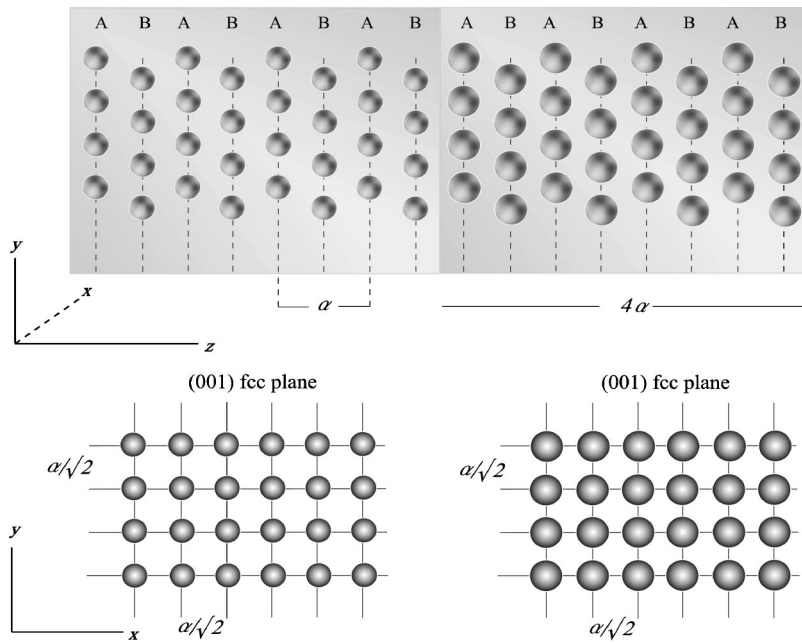 A B A B A B A B A B A B A B A B
y
x
α
4α
z
(001) fcc plane
(001) fcc plane
α/√2
α/√2
y
x
α/√2
α/√2